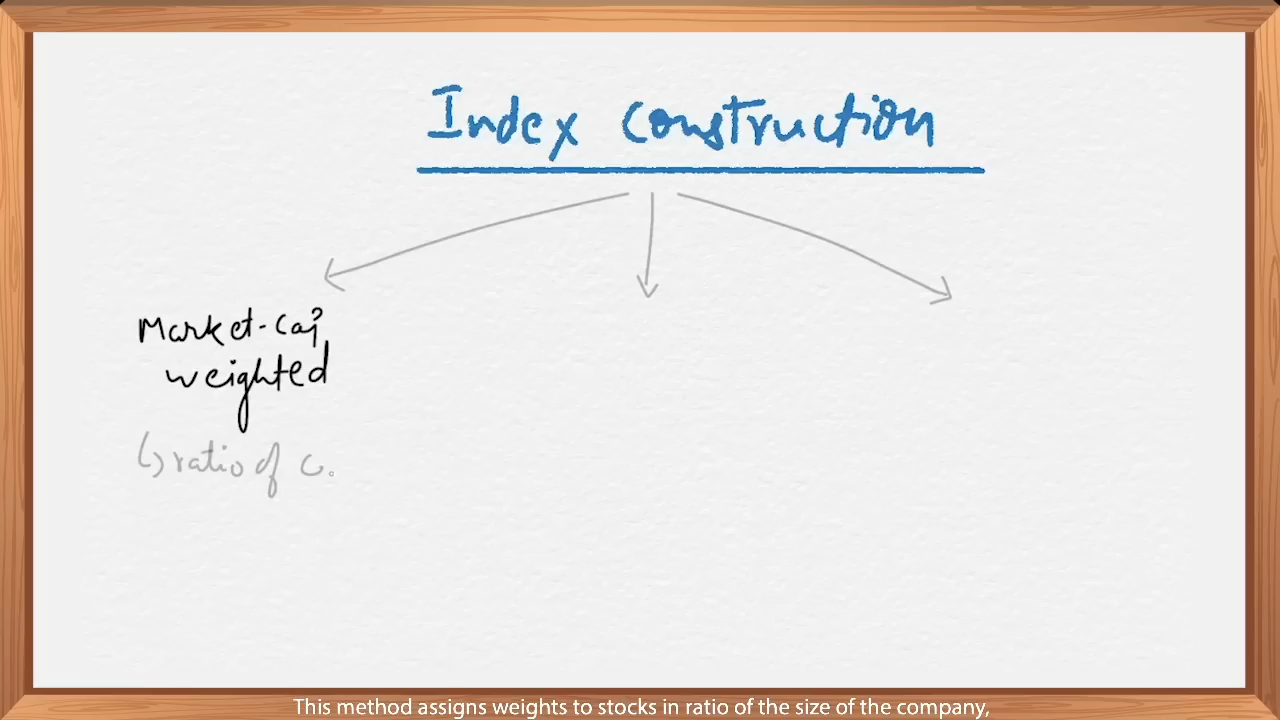 Index Construction
Market-Cap
weighted
↳ ratio of co.
This method assigns weights to stocks in ratio of the size of the company,